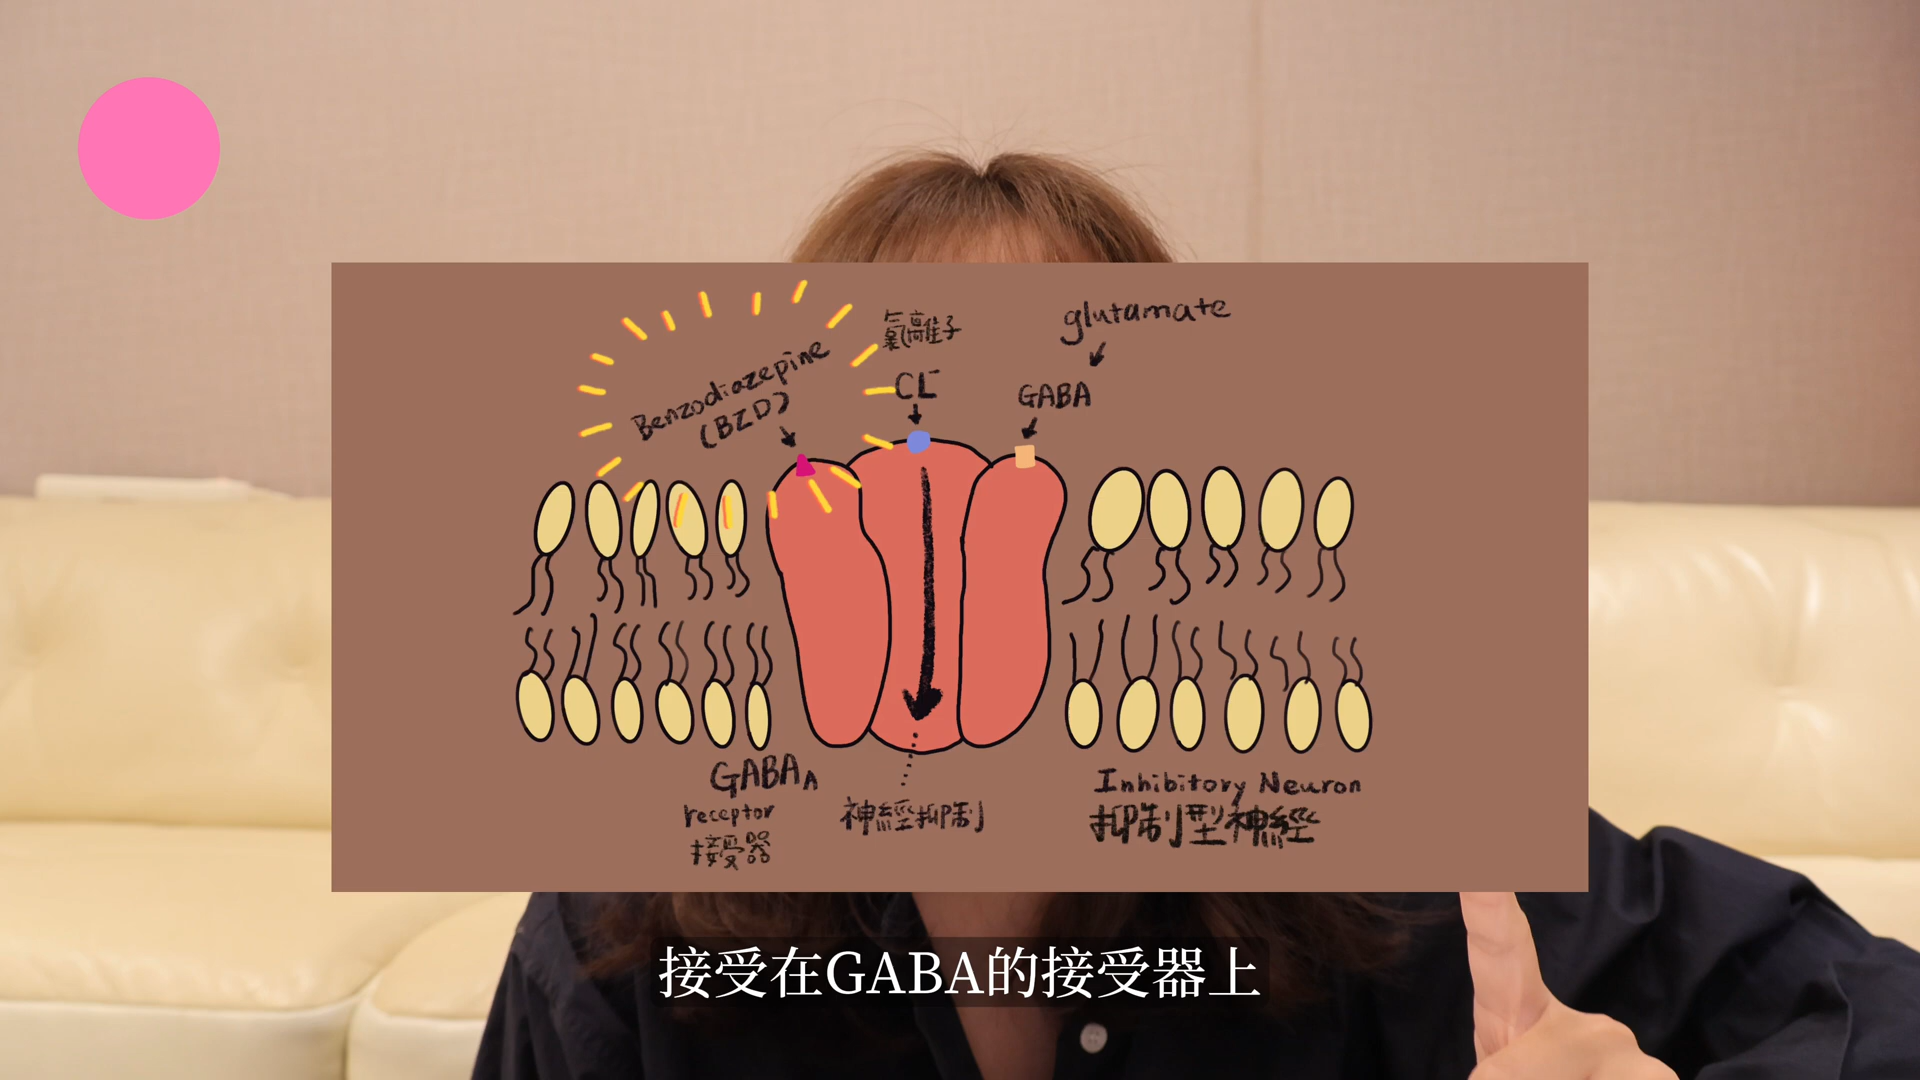 Benzodiazepine
(BZD)
氯離子
CL⁻
glutamate
GABA
GABA_A
receptor
接受器
神經抑制
Inhibitory Neuron
抑制型神經
接受在GABA的接受器上